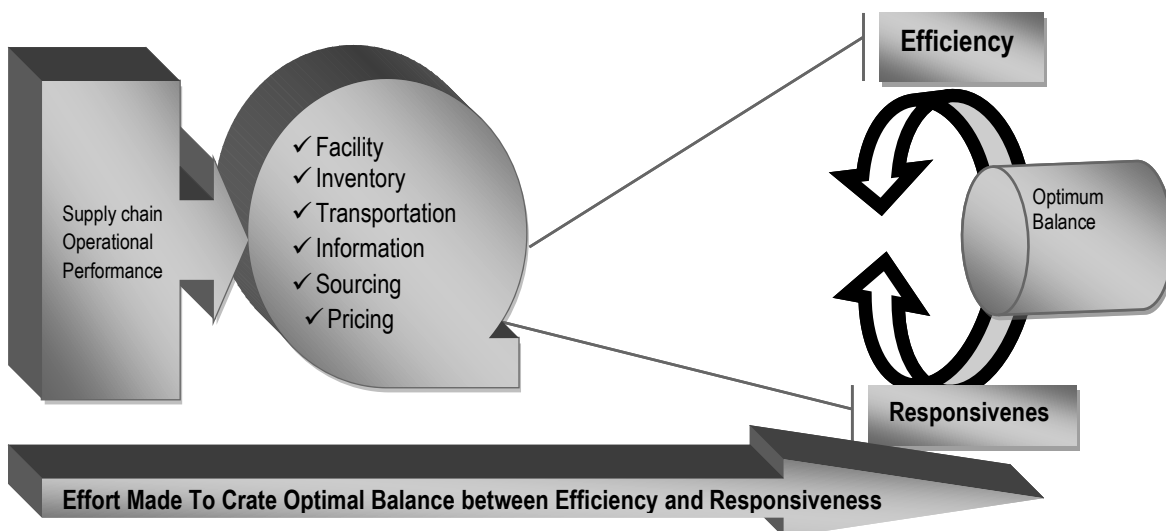 Supply chain
Operational
Performance
✓ Facility
✓ Inventory
✓ Transportation
✓ Information
✓ Sourcing
✓ Pricing
Efficiency
Optimum
Balance
Responsivenes
Effort Made To Crate Optimal Balance between Efficiency and Responsiveness